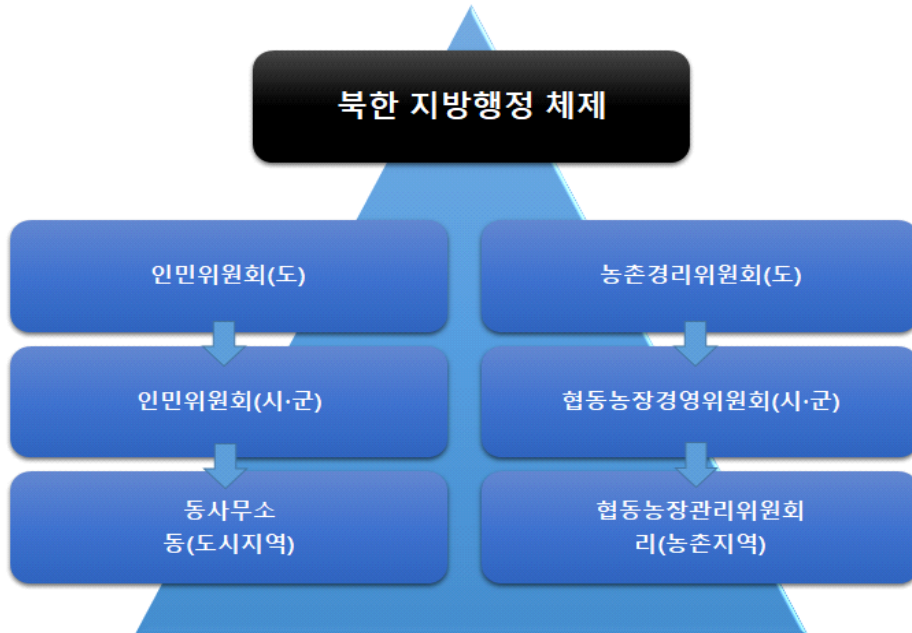 북한 지방행정 체제
인민위원회(도)
농촌경리위원회(도)
인민위원회(시·군)
협동농장경영위원회(시·군)
동사무소
동(도시지역)
협동농장관리위원회
리(농촌지역)